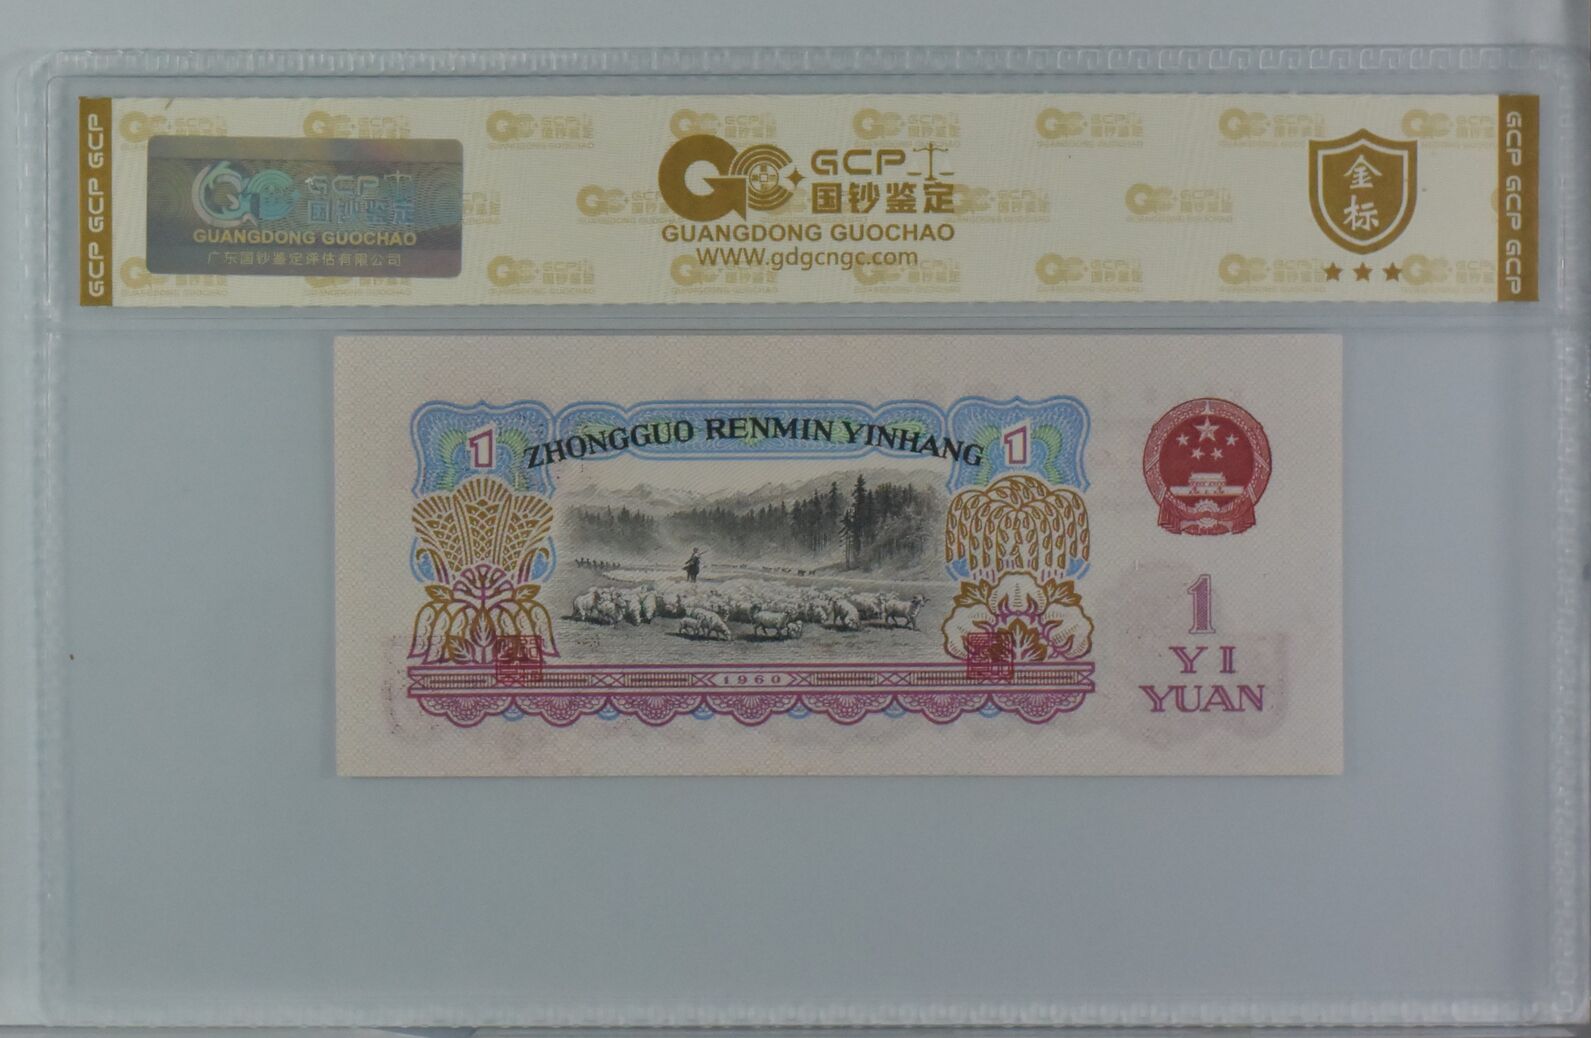 GCP GCP GCP
GCP
国钞鉴定
GUANGDONG GUOCHAO
广东国钞鉴定评估有限公司
GCP
国钞鉴定
GUANGDONG GUOCHAO
WWW.gdgcngc.com
金
标
GCP GCP GCP
1 ZHONGGUO RENMIN YINHANG 1
1
YI
YUAN
1960